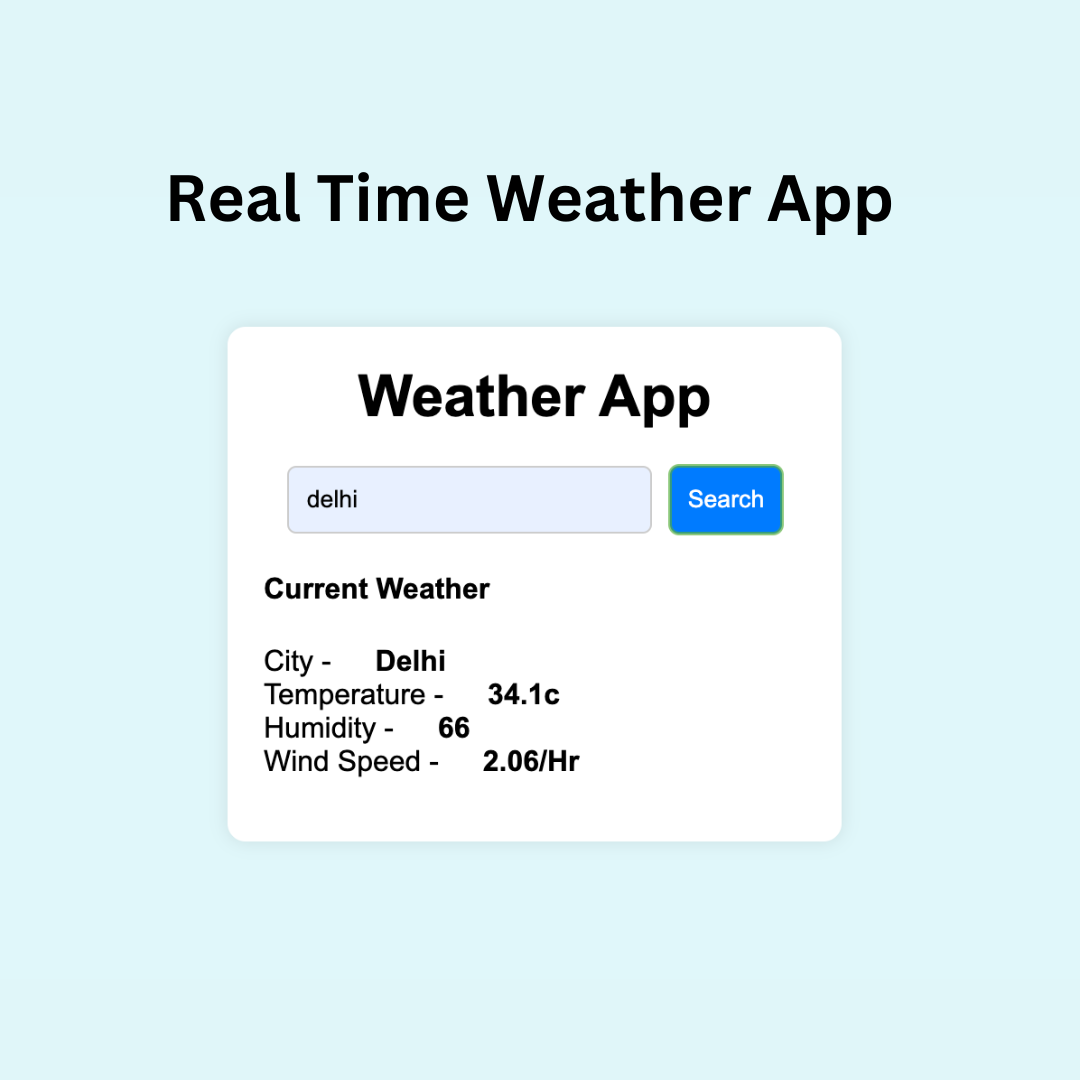 Real Time Weather App
Weather App
delhi Search
Current Weather
City - Delhi
Temperature - 34.1c
Humidity - 66
Wind Speed - 2.06/Hr